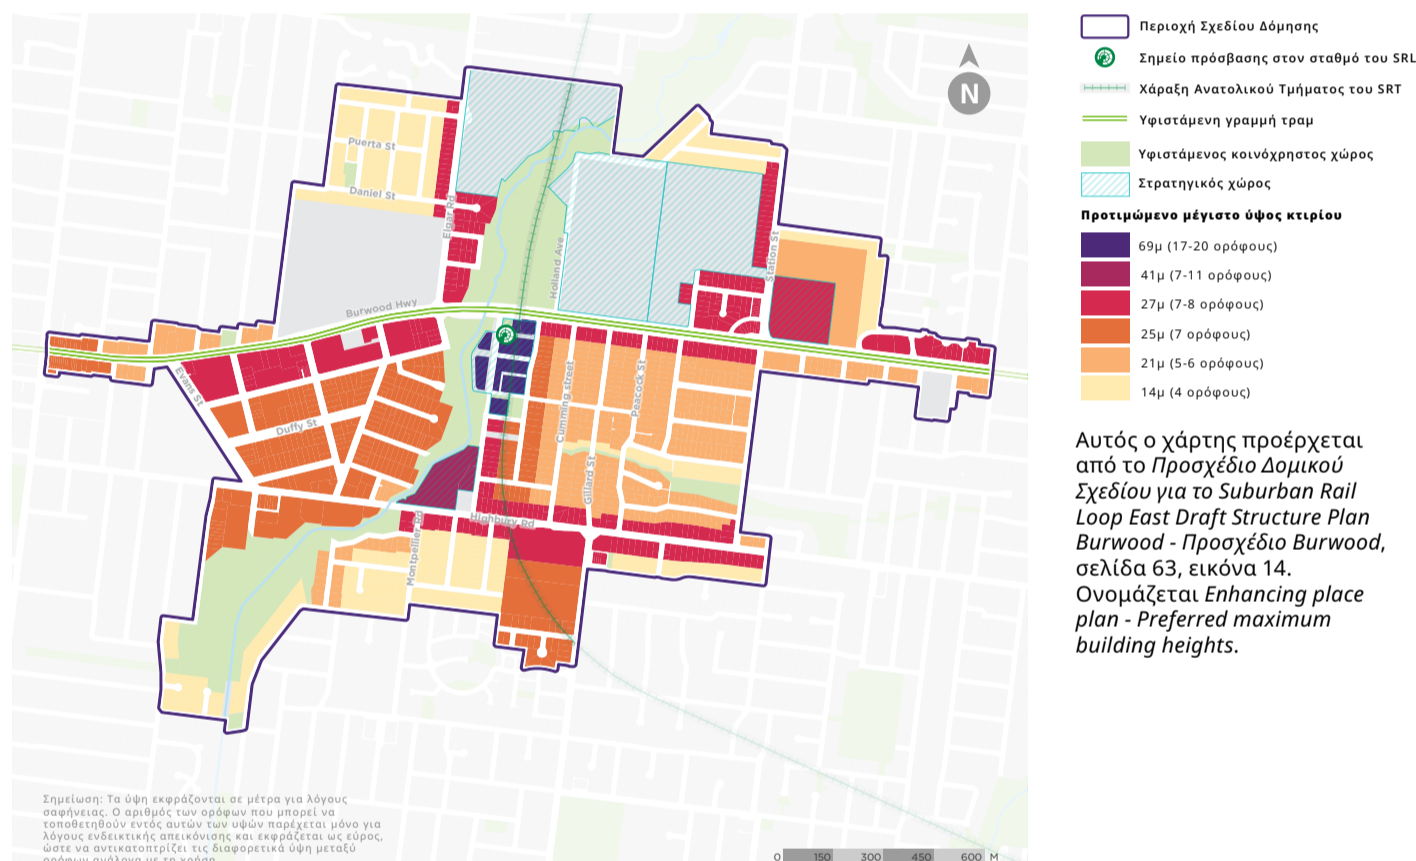 Puerta St
Daniel St
Elgar Rd
Holland Ave
Station St
Burwood Hwy
Evans St
Duffy St
Cumming street
Peacock St
Gillard St
Highbury Rd
Montpellier Rd
N
Σημείωση: Τα ύψη εκφράζονται σε μέτρα για λόγους
σαφήνειας. Ο αριθμός των ορόφων που μπορεί να
τοποθετηθούν εντός αυτών των υψών παρέχεται μόνο για
λόγους ενδεικτικής απεικόνισης και εκφράζεται ως εύρος,
ώστε να αντικατοπτρίζει τις διαφορετικά ύψη μεταξύ
ορόφων ανάλογα με τη χρήση
0 150 300 450 600 M
Περιοχή Σχεδίου Δόμησης
Σημείο πρόσβασης στον σταθμό του SRL
Χάραξη Ανατολικού Τμήματος του SRT
Υφιστάμενη γραμμή τραμ
Υφιστάμενος κοινόχρηστος χώρος
Στρατηγικός χώρος
Προτιμώμενο μέγιστο ύψος κτιρίου
69μ (17-20 ορόφους)
41μ (7-11 ορόφους)
27μ (7-8 ορόφους)
25μ (7 ορόφους)
21μ (5-6 ορόφους)
14μ (4 ορόφους)
Αυτός ο χάρτης προέρχεται
από το Προσχέδιο Δομικού
Σχεδίου για το Suburban Rail
Loop East Draft Structure Plan
Burwood - Προσχέδιο Burwood,
σελίδα 63, εικόνα 14.
Ονομάζεται Enhancing place
plan - Preferred maximum
building heights.